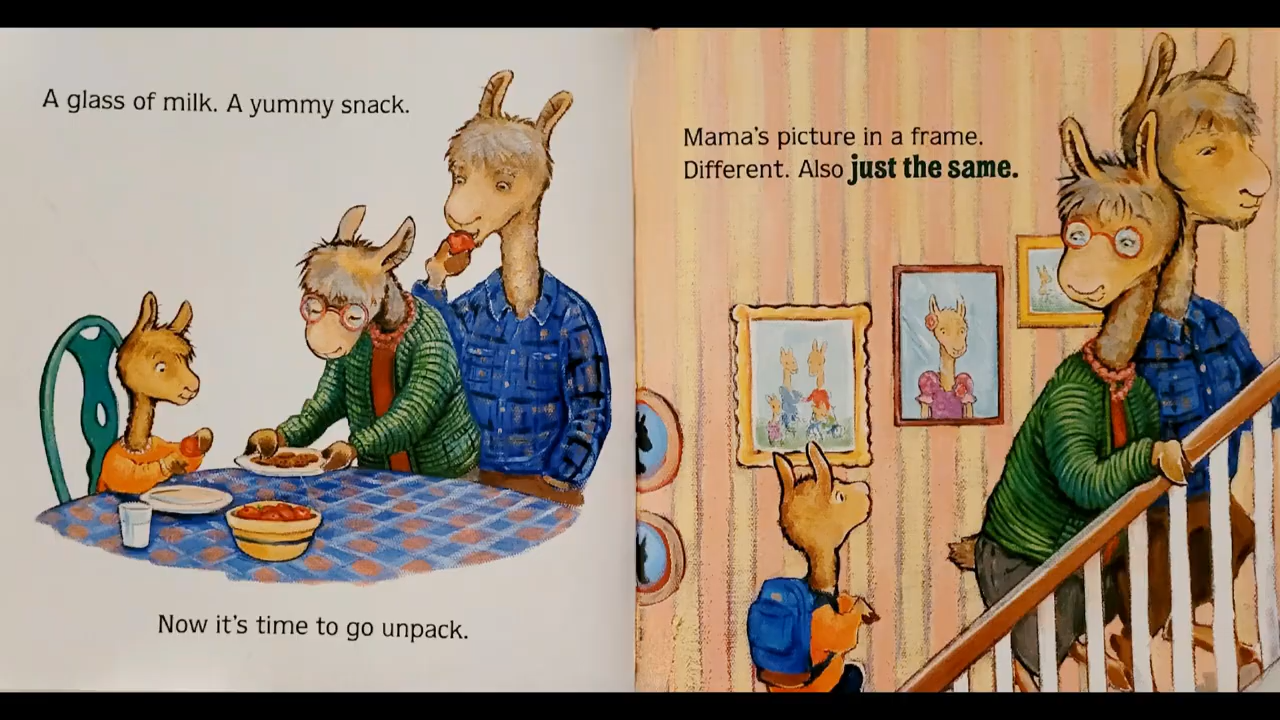 A glass of milk. A yummy snack.
Now it's time to go unpack.
Mama's picture in a frame.
Different. Also just the same.